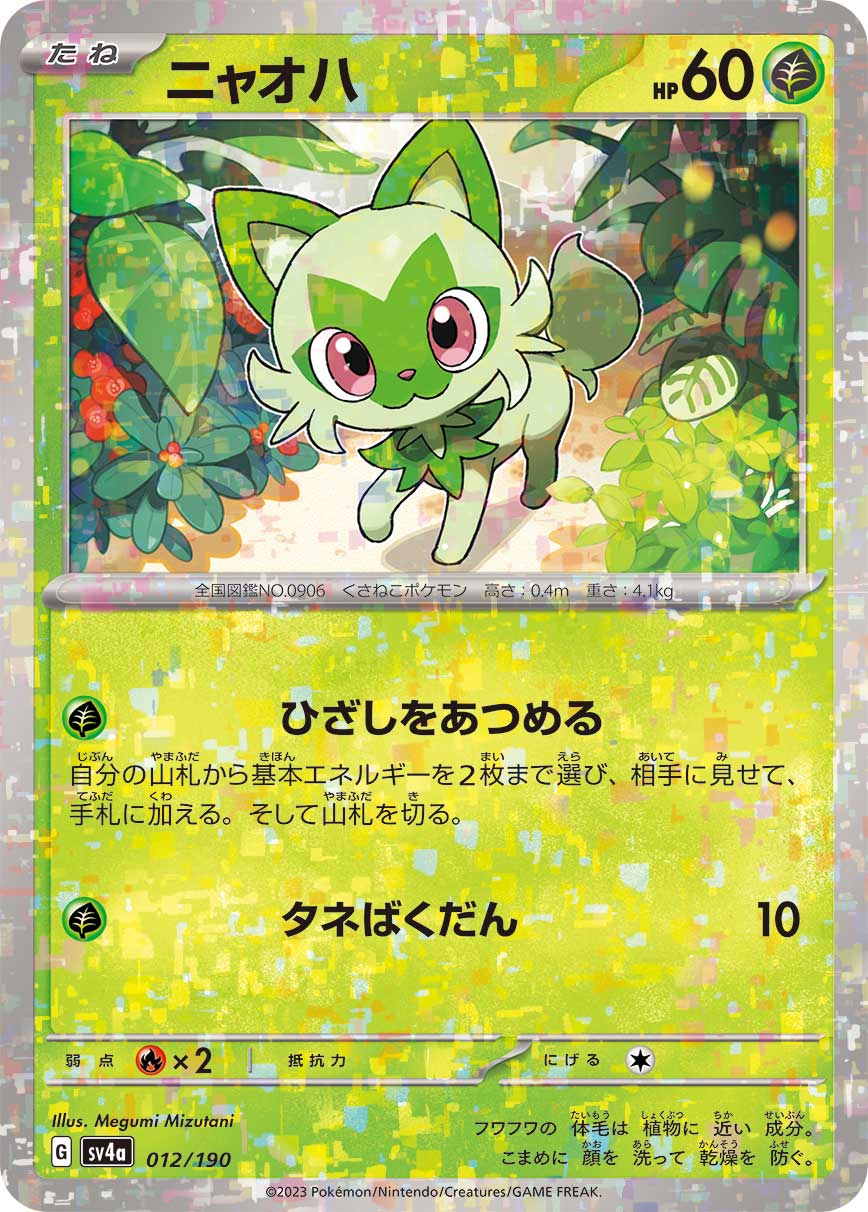 たね
ニャオハ
HP60
全国図鑑NO.0906 くさねこポケモン 高さ:0.4m 重さ:4.1kg
ひざしをあつめる
自分の山札から基本エネルギーを2枚まで選び、相手に見せて、
手札に加える。そして山札を切る。
タネばくだん 10
弱点 ×2 抵抗力 にげる
Illus. Megumi Mizutani
フワフワの 体毛は 植物に 近い 成分。
こまめに 顔を 洗って 乾燥を 防ぐ。
G sv4a 012/190
©2023 Pokémon/Nintendo/Creatures/GAME FREAK.